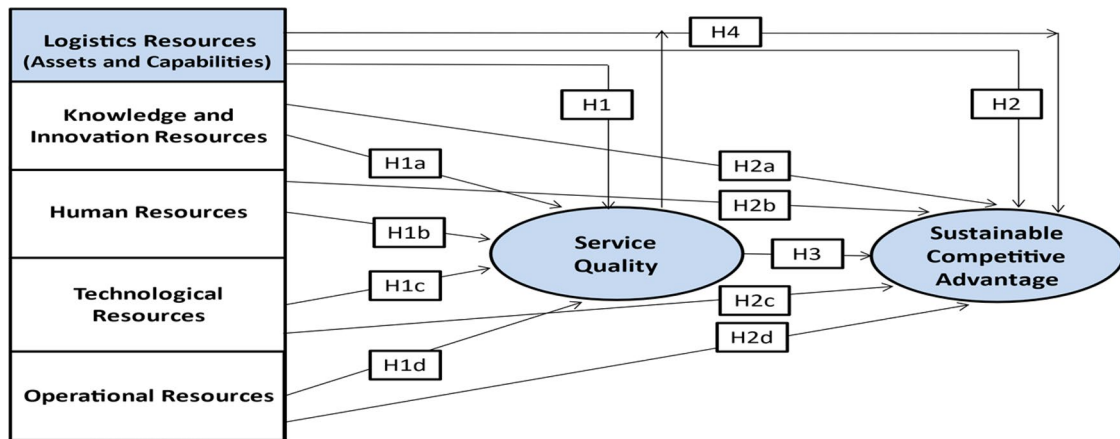 Logistics Resources
(Assets and Capabilities)
Knowledge and
Innovation Resources
Human Resources
Technological
Resources
Operational Resources
H4
H1
H2
H1a
H2a
H2b
H1b
H3
H1c
H2c
H1d
H2d
Service
Quality
Sustainable
Competitive
Advantage